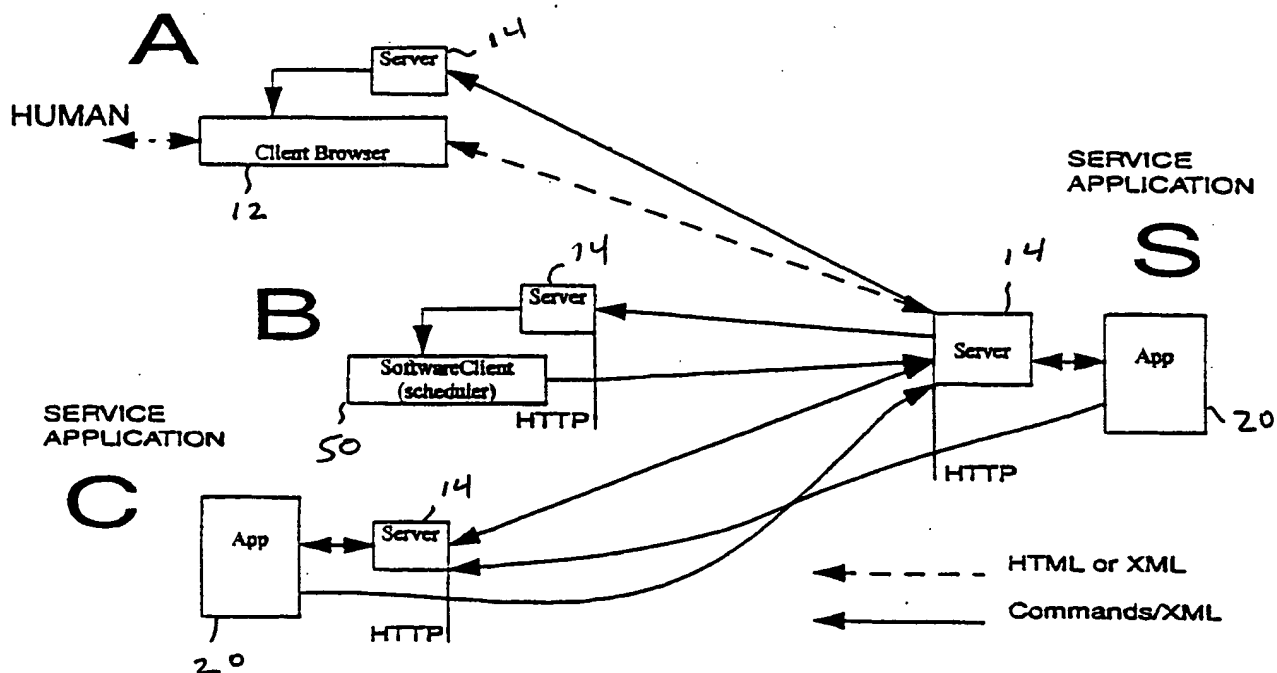 A
14
Server
HUMAN
Client Browser
12
SERVICE
APPLICATION
S
14
B
Server
14
Server
App
SoftwareClient
(scheduler)
HTTP
50
20
HTTP
SERVICE
APPLICATION
C
14
App
Server
HTTP
20
HTML or XML
Commands/XML